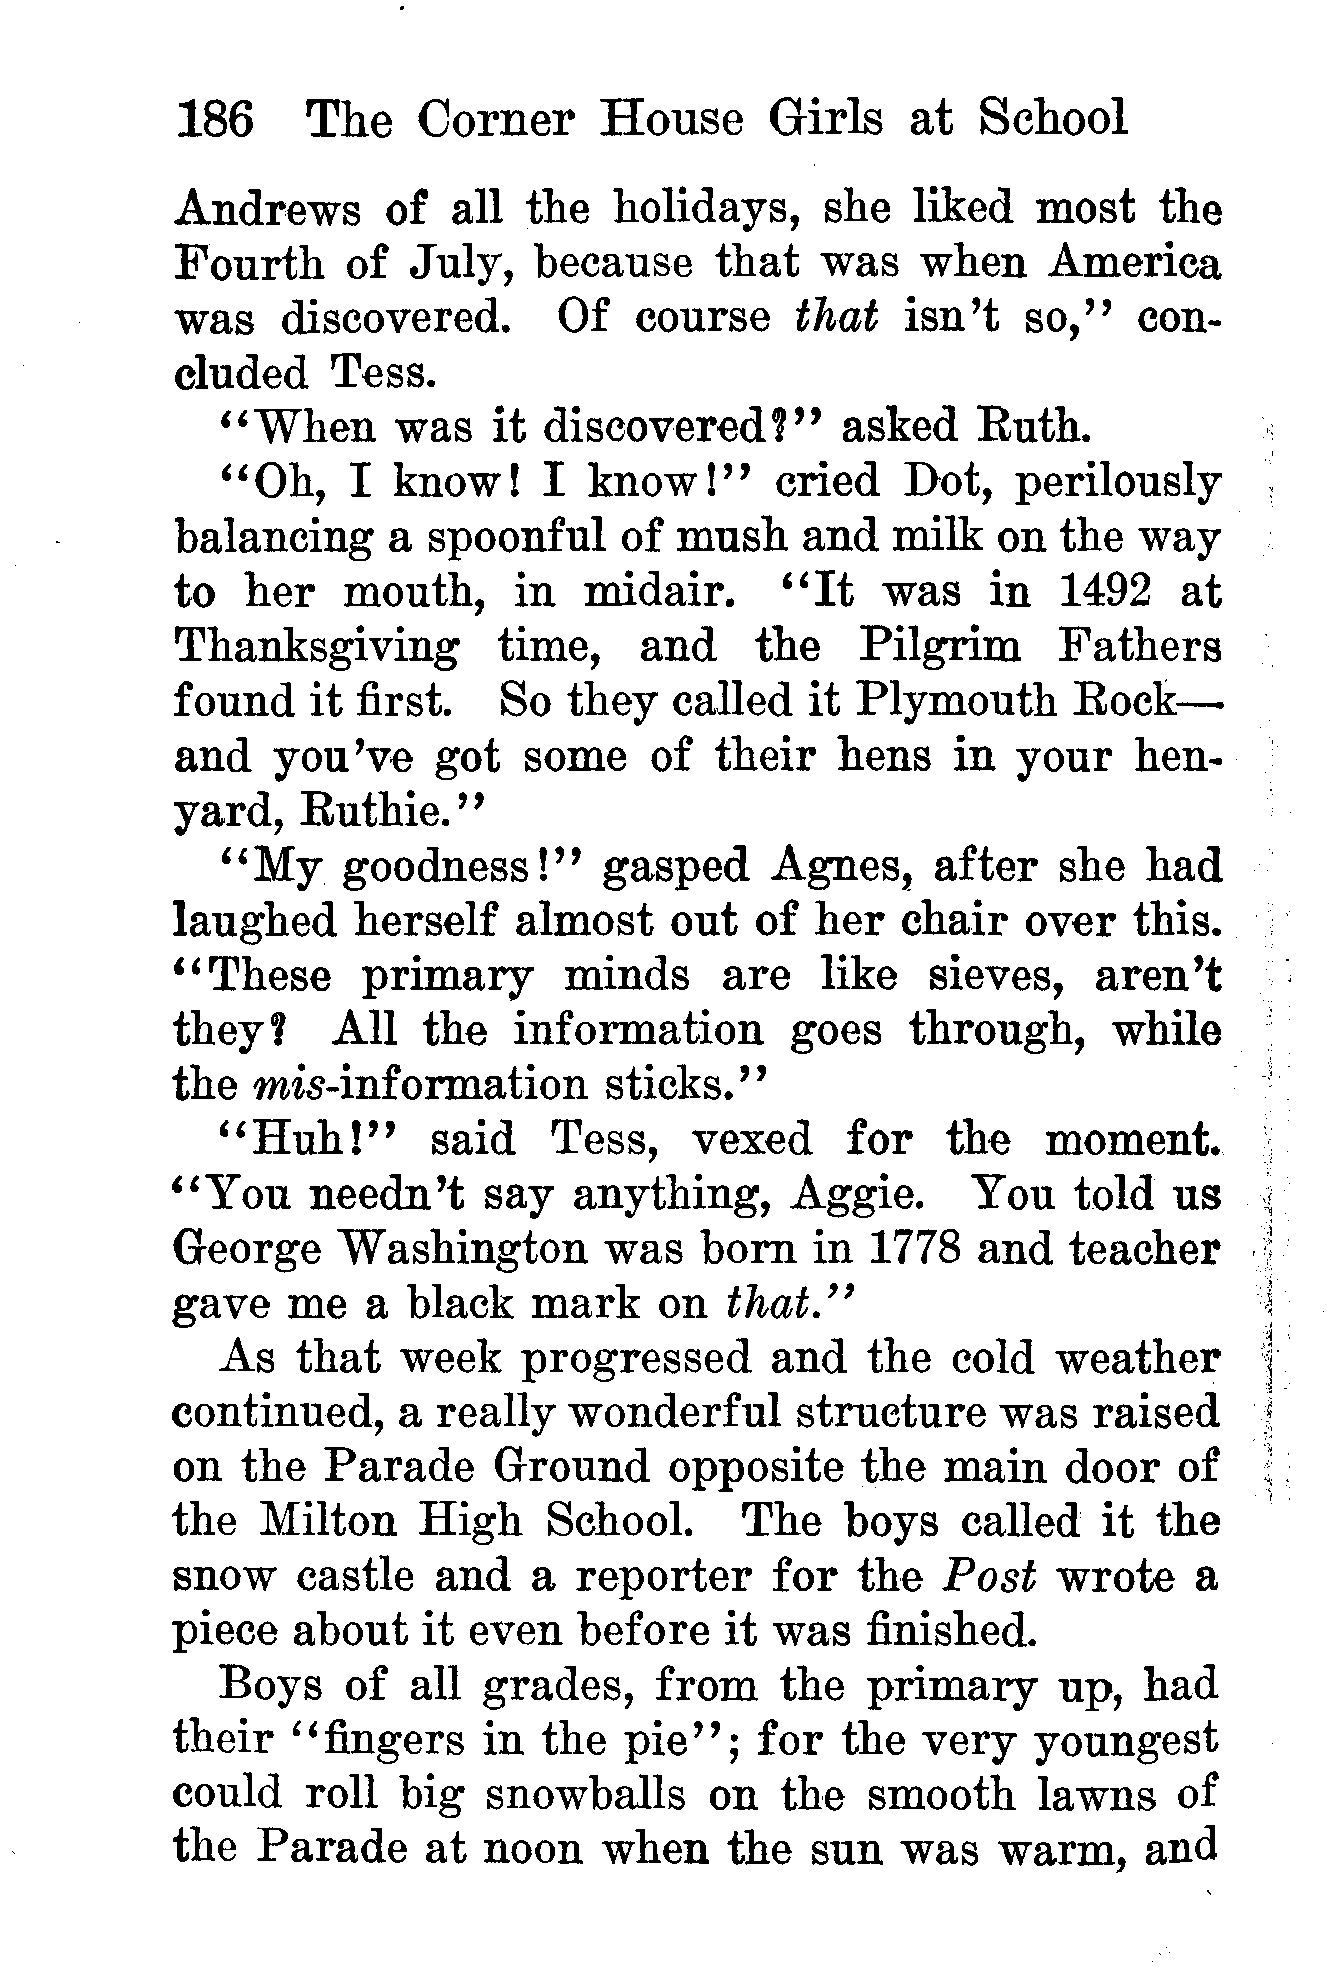 186 The Corner House Girls at School
Andrews of all the holidays, she liked most the
Fourth of July, because that was when America
was discovered. Of course that isn't so,'' con-
cluded Tess.
''When was it discovered?'' asked Ruth.
''Oh, I know! I know!'' cried Dot, perilously
balancing a spoonful of mush and milk on the way
to her mouth, in midair. ''It was in 1492 at
Thanksgiving time, and the Pilgrim Fathers
found it first. So they called it Plymouth Rock—
and you've got some of their hens in your hen-
yard, Ruthie.''
''My goodness!'' gasped Agnes, after she had
laughed herself almost out of her chair over this.
''These primary minds are like sieves, aren't
they? All the information goes through, while
the mis-information sticks.''
''Huh!'' said Tess, vexed for the moment.
''You needn't say anything, Aggie. You told us
George Washington was born in 1778 and teacher
gave me a black mark on that.''
As that week progressed and the cold weather
continued, a really wonderful structure was raised
on the Parade Ground opposite the main door of
the Milton High School. The boys called it the
snow castle and a reporter for the Post wrote a
piece about it even before it was finished.
Boys of all grades, from the primary up, had
their ''fingers in the pie''; for the very youngest
could roll big snowballs on the smooth lawns of
the Parade at noon when the sun was warm, and